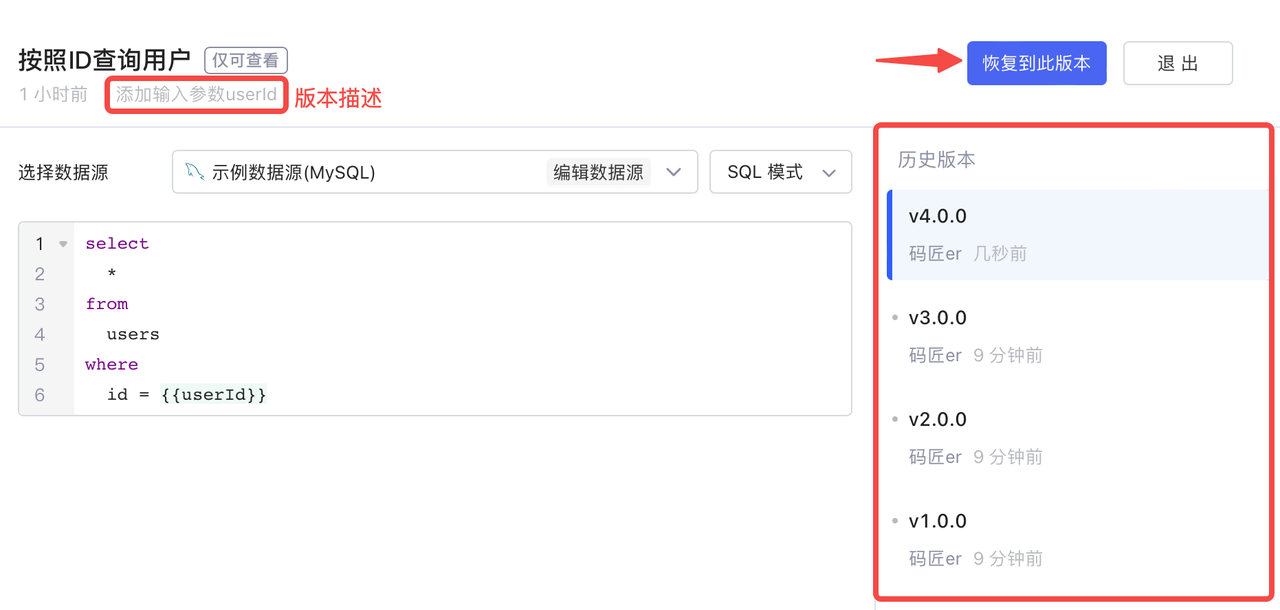 按照ID查询用户 仅可查看
1 小时前 添加输入参数userId 版本描述
恢复到此版本 退 出
选择数据源 示例数据源(MySQL) 编辑数据源 SQL 模式
1 select
2 *
3 from
4 users
5 where
6 id = {{userId}}
历史版本
v4.0.0
码匠er 几秒前
v3.0.0
码匠er 9 分钟前
v2.0.0
码匠er 9 分钟前
v1.0.0
码匠er 9 分钟前